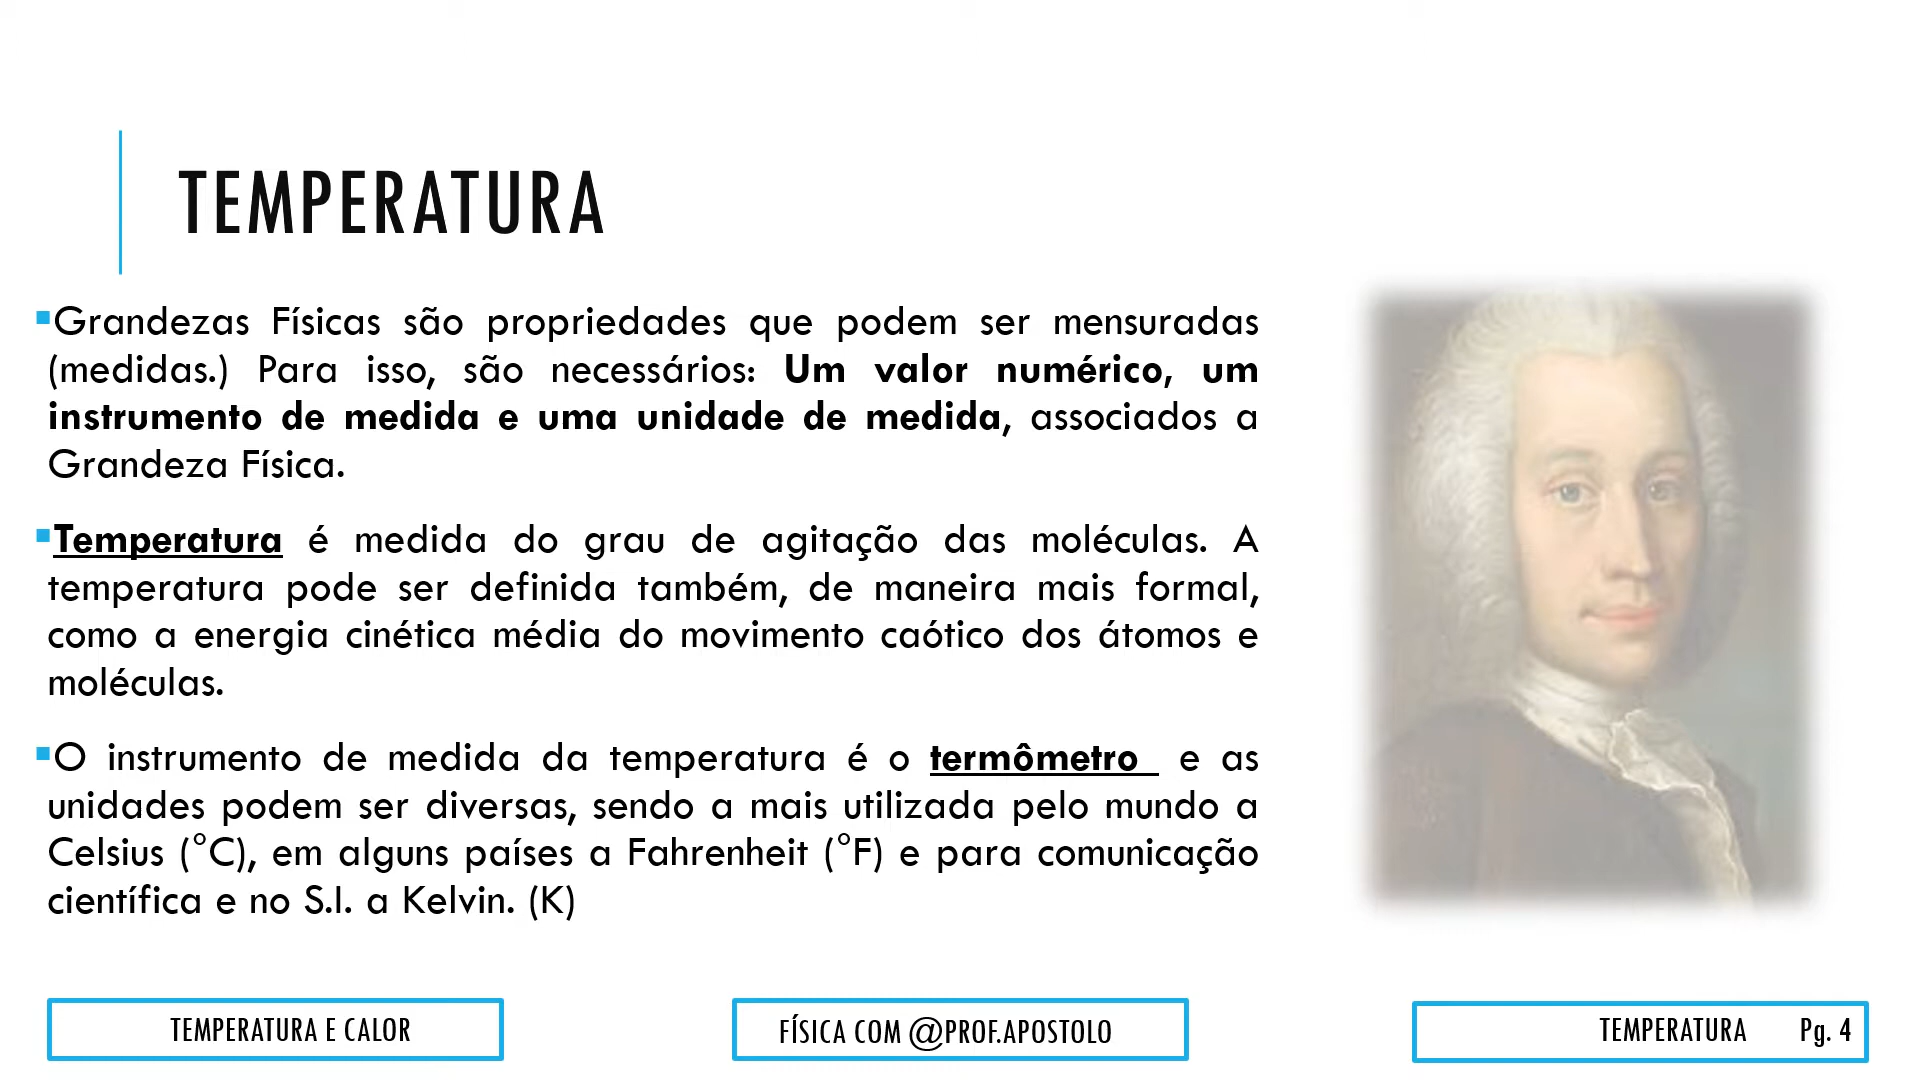 TEMPERATURA
▪Grandezas Físicas são propriedades que podem ser mensuradas
(medidas.) Para isso, são necessários: Um valor numérico, um
instrumento de medida e uma unidade de medida, associados a
Grandeza Física.
▪Temperatura é medida do grau de agitação das moléculas. A
temperatura pode ser definida também, de maneira mais formal,
como a energia cinética média do movimento caótico dos átomos e
moléculas.
▪O instrumento de medida da temperatura é o termômetro e as
unidades podem ser diversas, sendo a mais utilizada pelo mundo a
Celsius (°C), em alguns países a Fahrenheit (°F) e para comunicação
científica e no S.I. a Kelvin. (K)
TEMPERATURA E CALOR
FÍSICA COM @PROF.APOSTOLO
TEMPERATURA Pg. 4